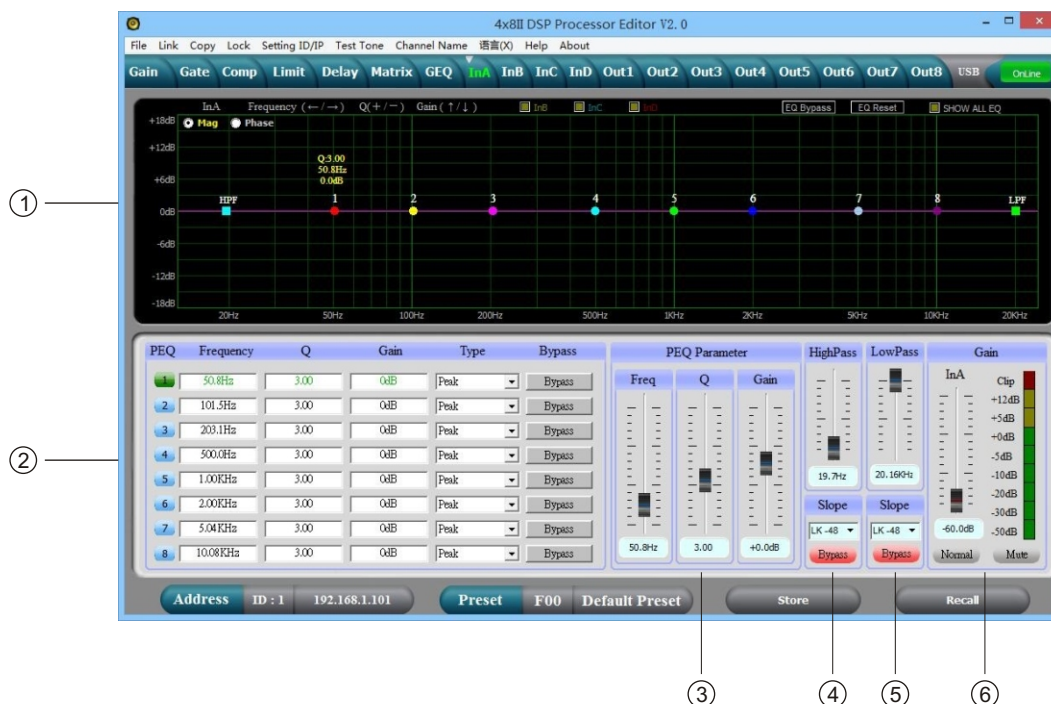 4x8II DSP Processor Editor V2.0
File Link Copy Lock Setting ID/IP Test Tone Channel Name 语言(X) Help About
Gain Gate Comp Limit Delay Matrix GEQ InA InB InC InD Out1 Out2 Out3 Out4 Out5 Out6 Out7 Out8 USB OnLine
InA Frequency (←/→) Q(+/−) Gain(↑/↓) InB InC InD EQ Bypass EQ Reset SHOW ALL EQ
+18dB Mag Phase
+12dB
Q:3.00
50.8Hz
+6dB 0.0dB
HPF 1 2 3 4 5 6 7 8 LPF
① 0dB
-6dB
-12dB
-18dB
20Hz 50Hz 100Hz 200Hz 500Hz 1KHz 2KHz 5KHz 10KHz 20KHz
PEQ Frequency Q Gain Type Bypass PEQ Parameter HighPass LowPass Gain
1 50.8Hz 3.00 0dB Peak Bypass
2 101.5Hz 3.00 0dB Peak Bypass
3 203.1Hz 3.00 0dB Peak Bypass
② 4 500.0Hz 3.00 0dB Peak Bypass
5 1.00KHz 3.00 0dB Peak Bypass
6 2.00KHz 3.00 0dB Peak Bypass
7 5.04KHz 3.00 0dB Peak Bypass
8 10.08KHz 3.00 0dB Peak Bypass
Freq Q Gain
50.8Hz 3.00 +0.0dB
19.7Hz 20.16KHz
Slope Slope
LK -48 LK -48
Bypass Bypass
InA Clip
+12dB
+5dB
+0dB
-5dB
-10dB
-20dB
-30dB
-50dB
-60.0dB
Normal Mute
Address ID : 1 192.168.1.101 Preset F00 Default Preset Store Recall
③ ④ ⑤ ⑥